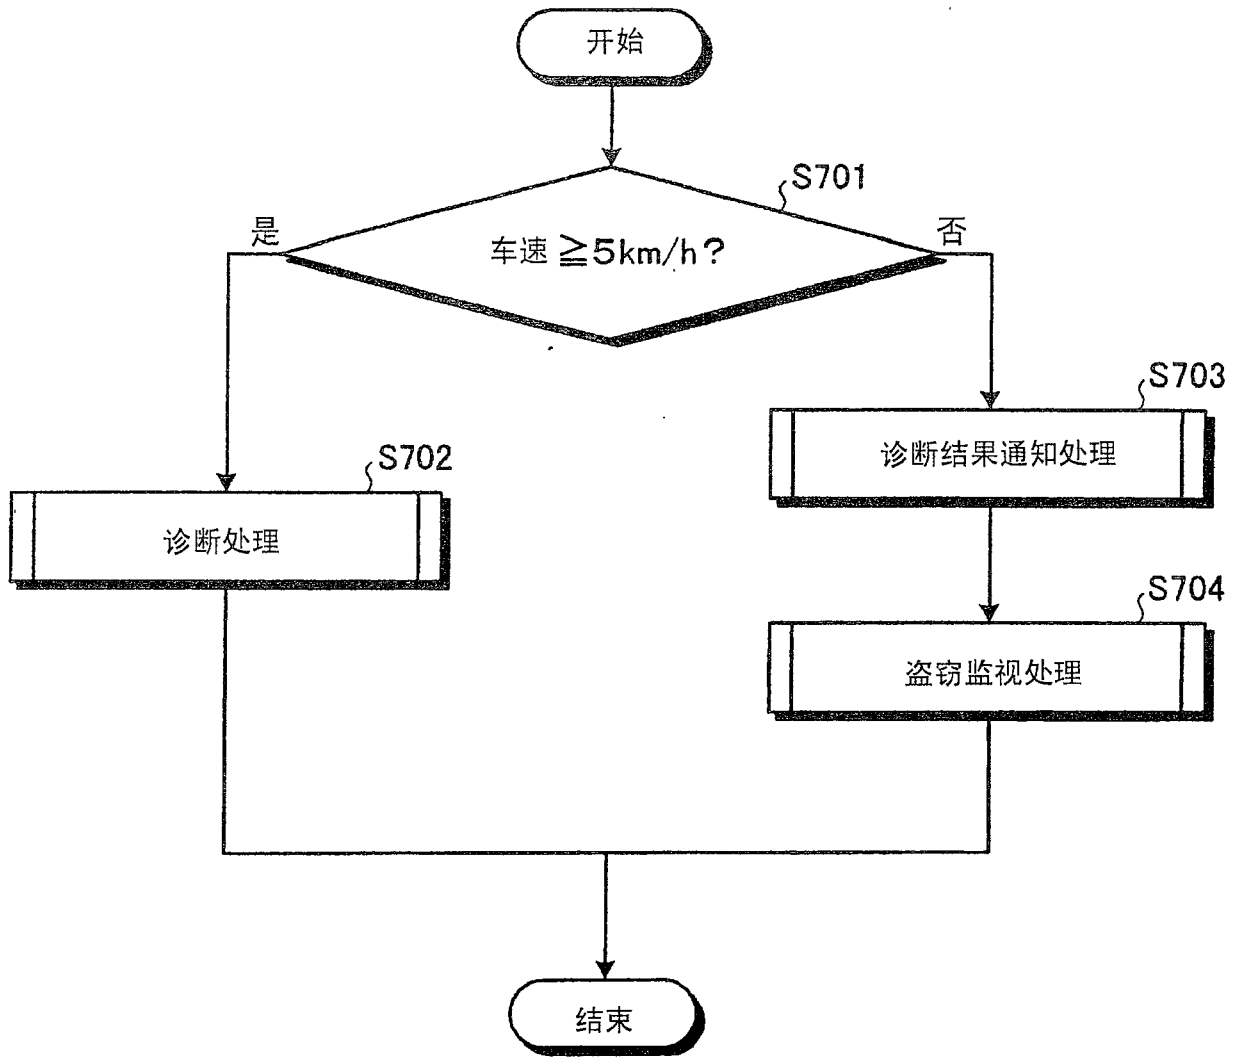 开始
S701
是
否
车速≧5km/h?
S703
诊断结果通知处理
S702
诊断处理
S704
盗窃监视处理
结束